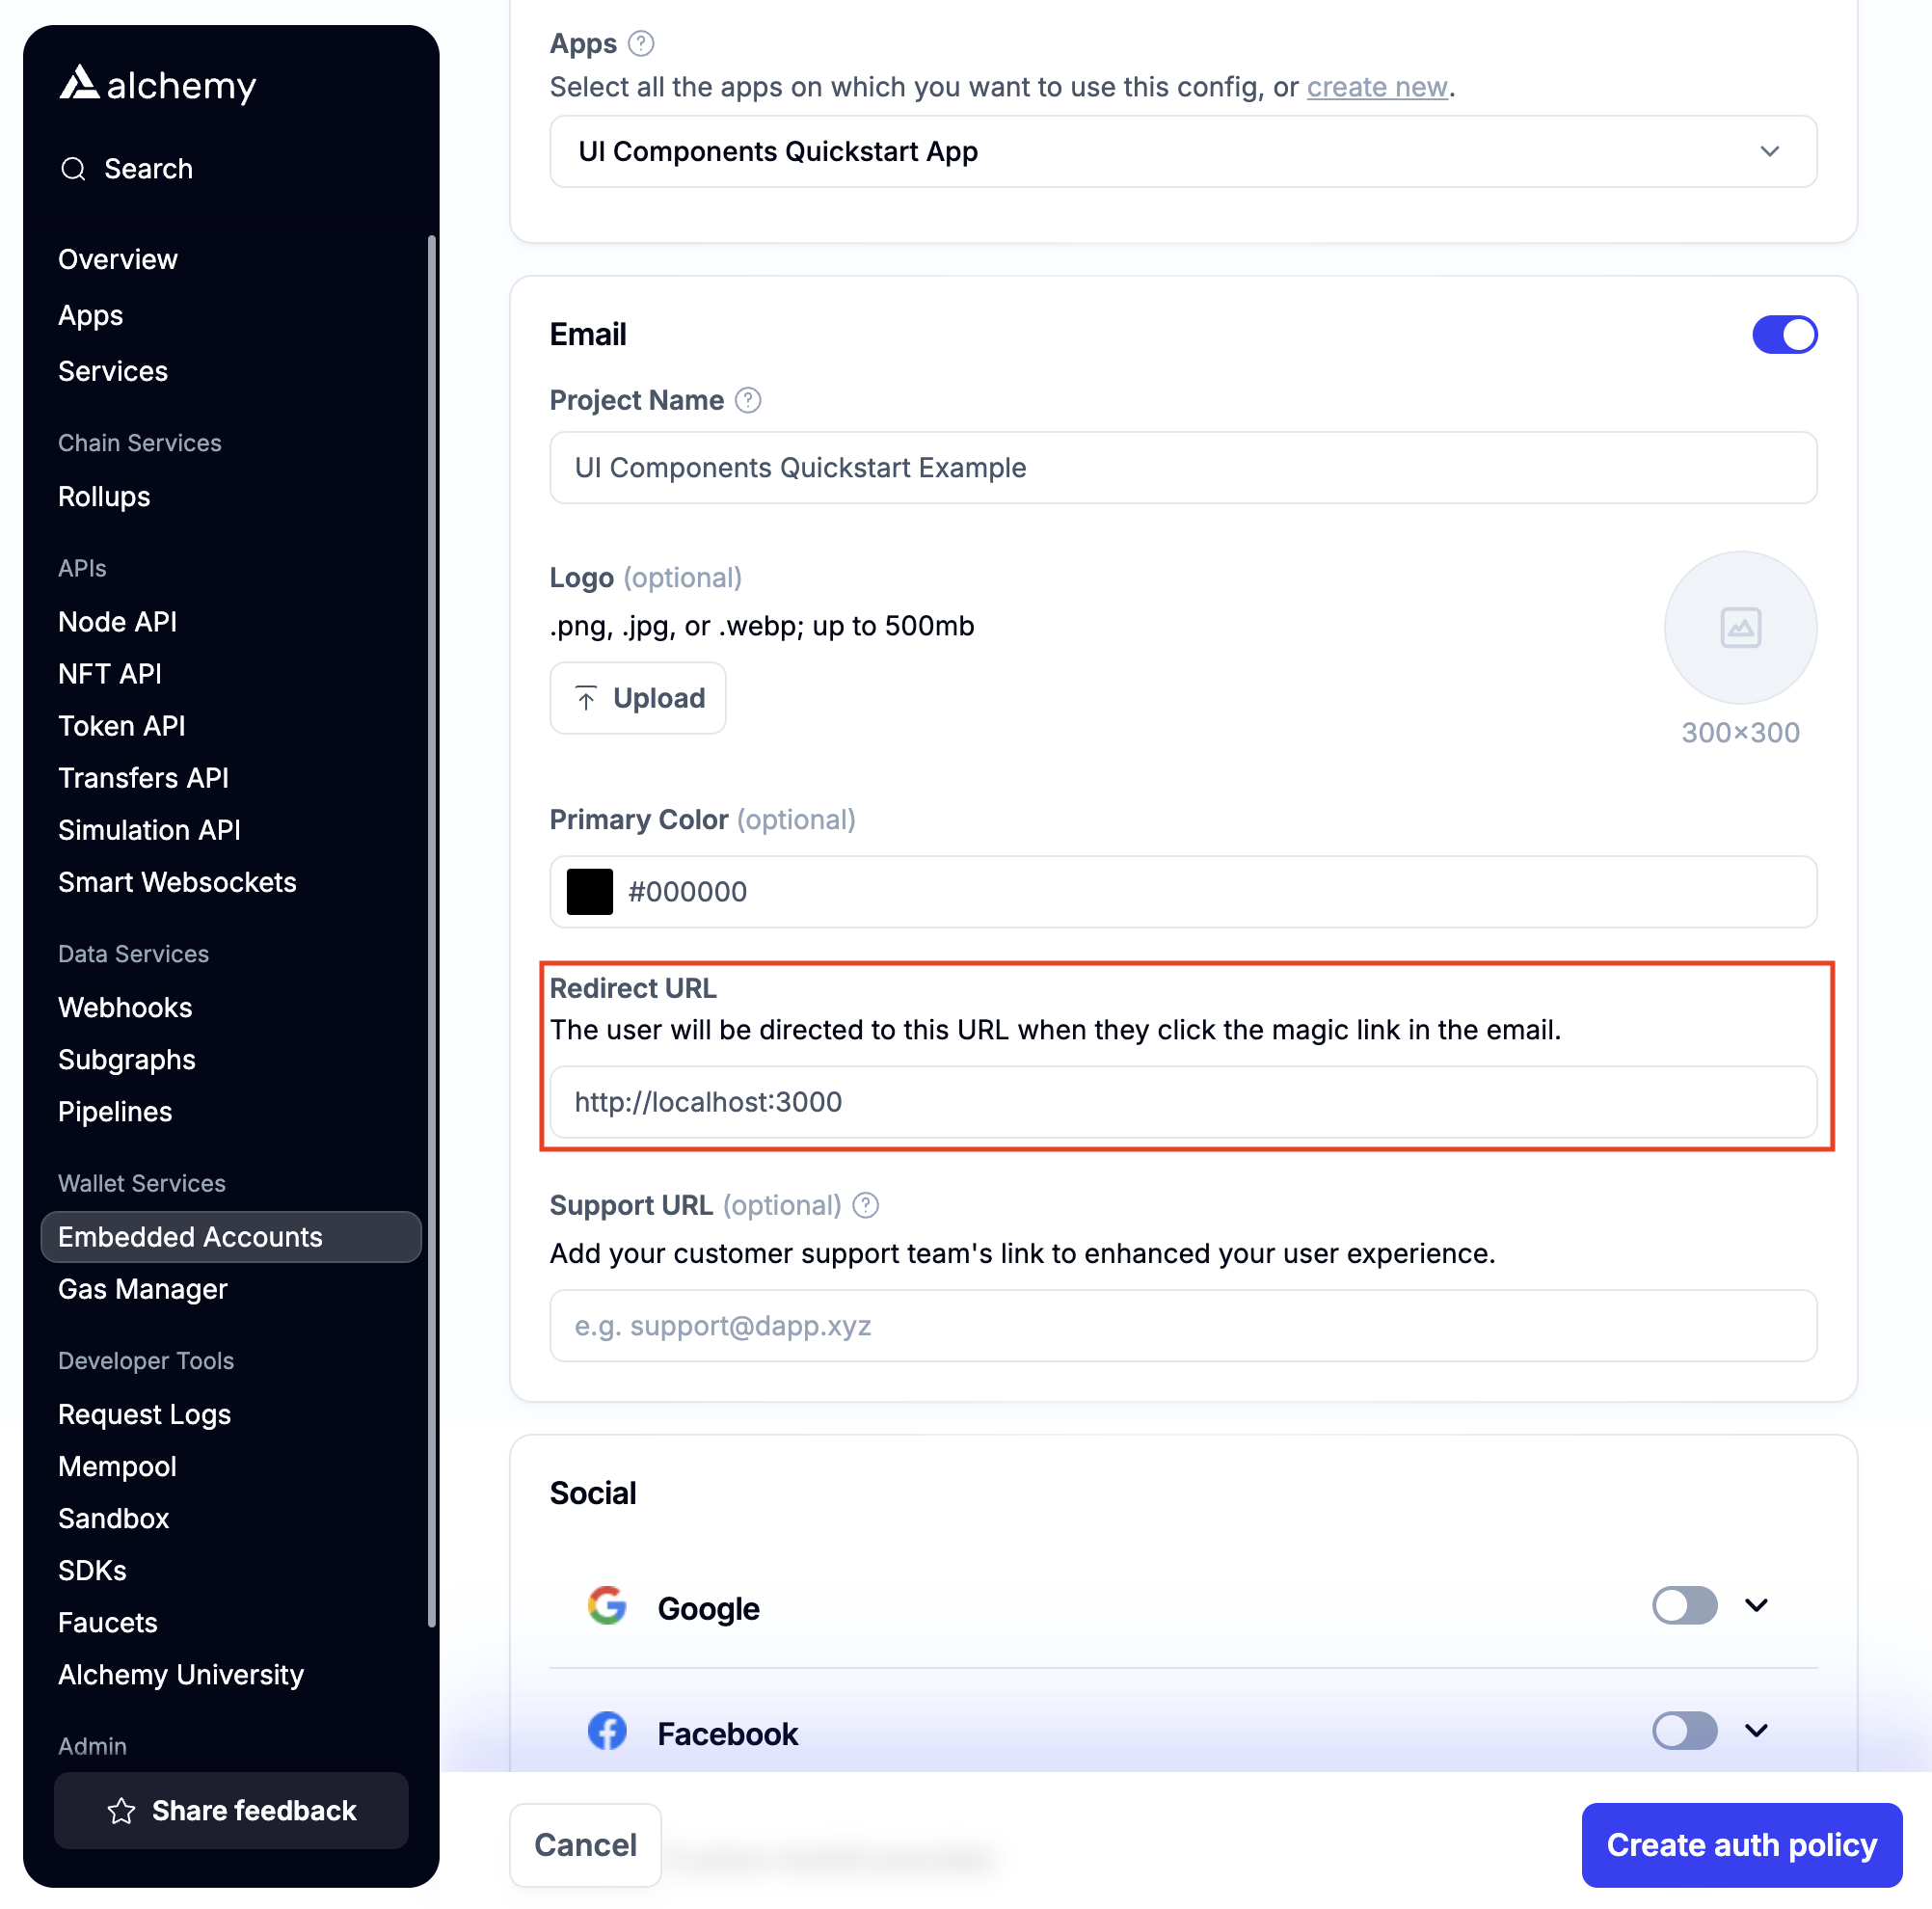 alchemy
Search
Overview
Apps
Services
Chain Services
Rollups
APIs
Node API
NFT API
Token API
Transfers API
Simulation API
Smart Websockets
Data Services
Webhooks
Subgraphs
Pipelines
Wallet Services
Embedded Accounts
Gas Manager
Developer Tools
Request Logs
Mempool
Sandbox
SDKs
Faucets
Alchemy University
Admin
Share feedback
Apps ?
Select all the apps on which you want to use this config, or create new.
UI Components Quickstart App
Email
Project Name ?
UI Components Quickstart Example
Logo (optional)
.png, .jpg, or .webp; up to 500mb
Upload
300×300
Primary Color (optional)
#000000
Redirect URL
The user will be directed to this URL when they click the magic link in the email.
http://localhost:3000
Support URL (optional) ?
Add your customer support team's link to enhanced your user experience.
e.g. support@dapp.xyz
Social
Google
Facebook
Cancel
Create auth policy